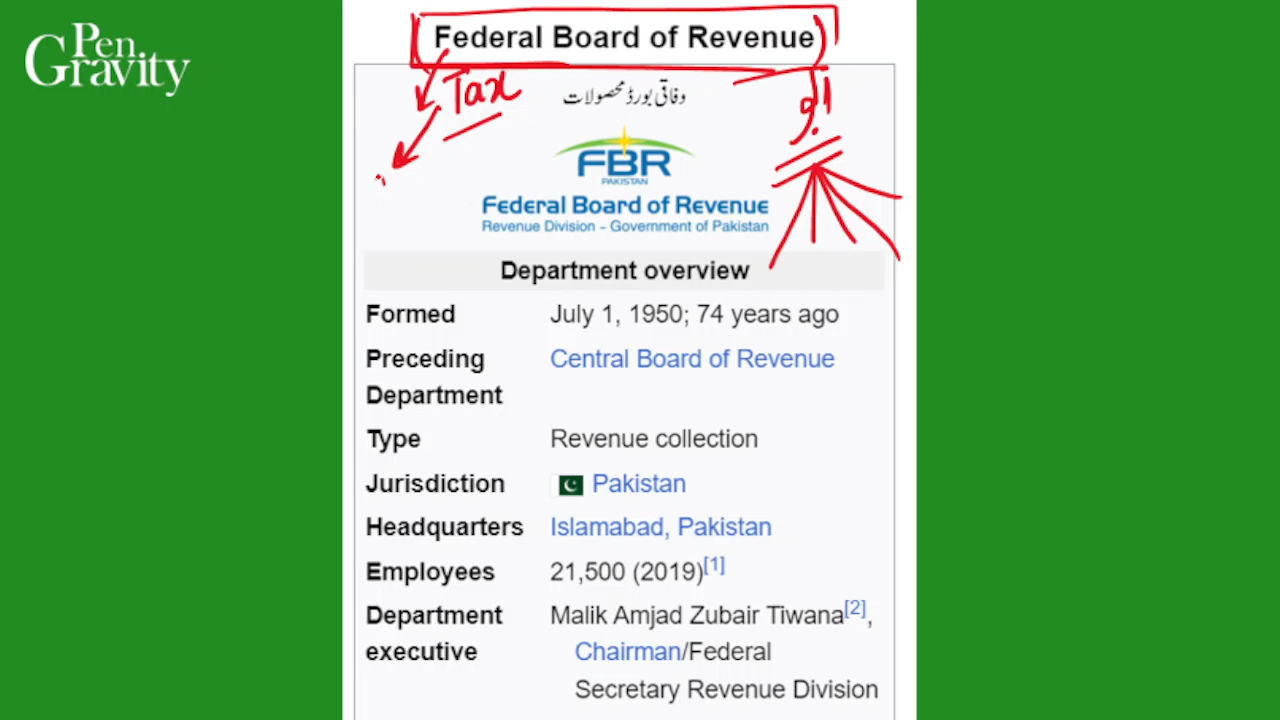 Pen
Gravity
Federal Board of Revenue
Tax
وفاقی بورڈ محصولات
FBR
PAKISTAN
Federal Board of Revenue
Revenue Division - Government of Pakistan
Department overview
Formed July 1, 1950; 74 years ago
Preceding Central Board of Revenue
Department
Type Revenue collection
Jurisdiction Pakistan
Headquarters Islamabad, Pakistan
Employees 21,500 (2019)[1]
Department Malik Amjad Zubair Tiwana[2],
executive Chairman/Federal
Secretary Revenue Division